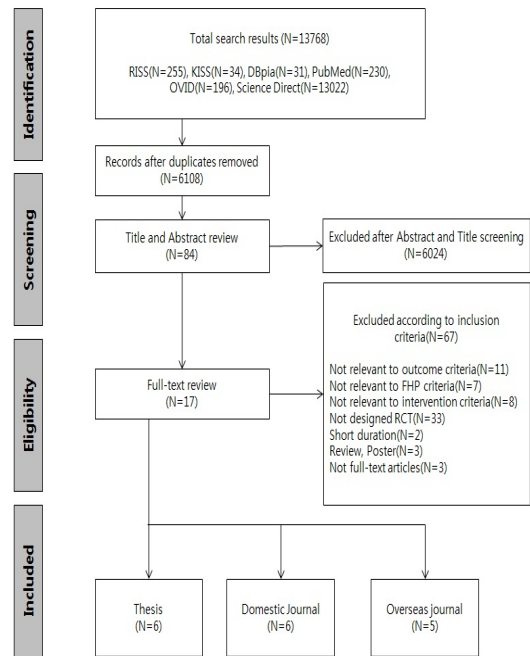 Identification
Total search results (N=13768)
RISS(N=255), KISS(N=34), DBpia(N=31), PubMed(N=230),
OVID(N=196), Science Direct(N=13022)
Records after duplicates removed
(N=6108)
Screening
Title and Abstract review
(N=84)
Excluded after Abstract and Title screening
(N=6024)
Eligibility
Full-text review
(N=17)
Excluded according to inclusion
criteria(N=67)
Not relevant to outcome criteria(N=11)
Not relevant to FHP criteria(N=7)
Not relevant to intervention criteria(N=8)
Not designed RCT(N=33)
Short duration(N=2)
Review, Poster(N=3)
Not full-text articles(N=3)
Included
Thesis
(N=6)
Domestic Journal
(N=6)
Overseas journal
(N=5)